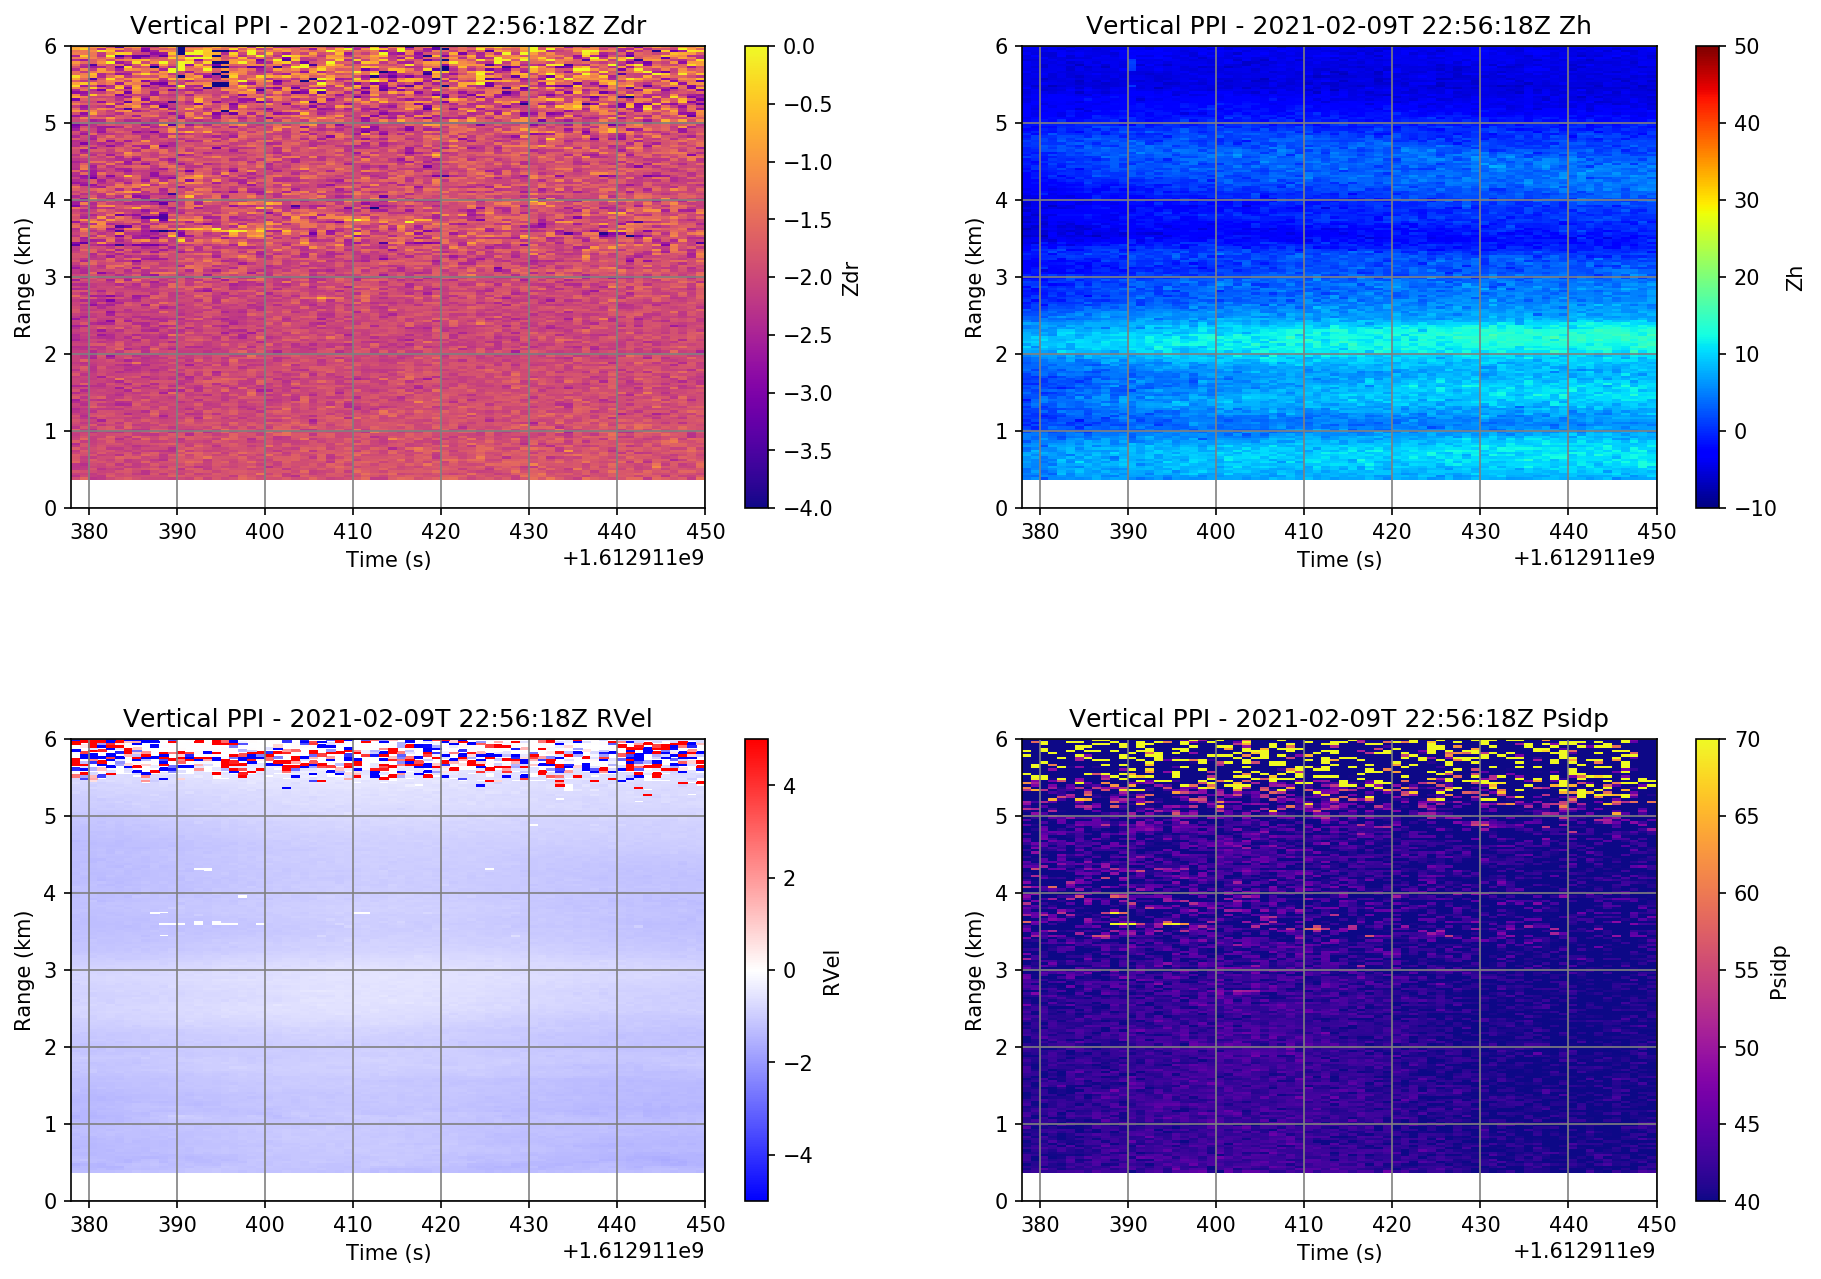 Vertical PPI - 2021-02-09T 22:56:18Z Zdr
6
5
4
3
2
1
0
Range (km)
380 390 400 410 420 430 440 450
Time (s)
+1.612911e9
0.0
−0.5
−1.0
−1.5
−2.0
−2.5
−3.0
−3.5
−4.0
Zdr
Vertical PPI - 2021-02-09T 22:56:18Z Zh
6
5
4
3
2
1
0
Range (km)
380 390 400 410 420 430 440 450
Time (s)
+1.612911e9
50
40
30
20
10
0
−10
Zh
Vertical PPI - 2021-02-09T 22:56:18Z RVel
6
5
4
3
2
1
0
Range (km)
380 390 400 410 420 430 440 450
Time (s)
+1.612911e9
4
2
0
−2
−4
RVel
Vertical PPI - 2021-02-09T 22:56:18Z Psidp
6
5
4
3
2
1
0
Range (km)
380 390 400 410 420 430 440 450
Time (s)
+1.612911e9
70
65
60
55
50
45
40
Psidp